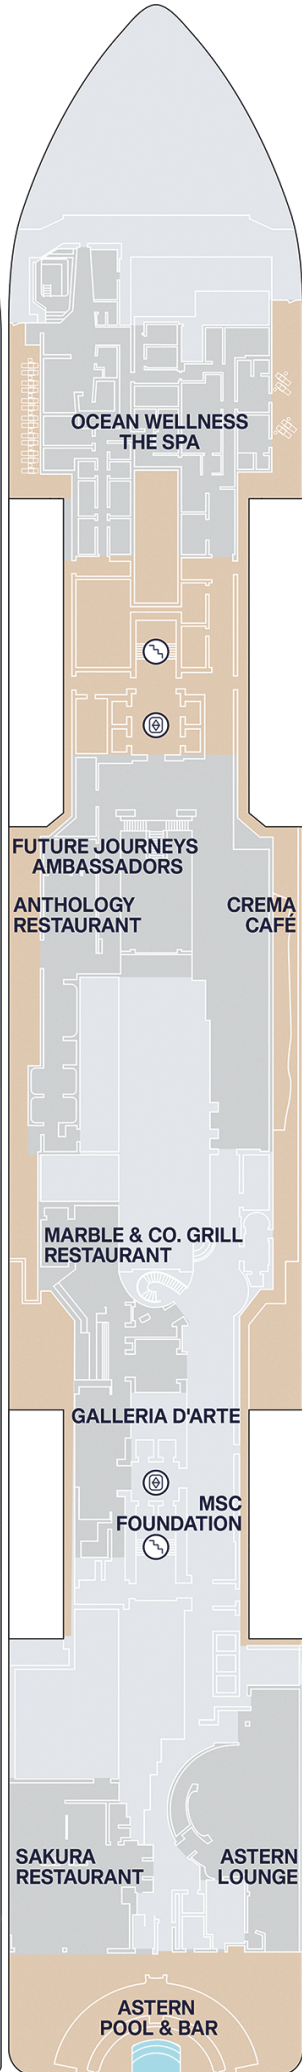 OCEAN WELLNESS
THE SPA
FUTURE JOURNEYS
AMBASSADORS
ANTHOLOGY
RESTAURANT
CREMA
CAFÉ
MARBLE & CO. GRILL
RESTAURANT
GALLERIA D'ARTE
MSC
FOUNDATION
SAKURA
RESTAURANT
ASTERN
LOUNGE
ASTERN
POOL & BAR